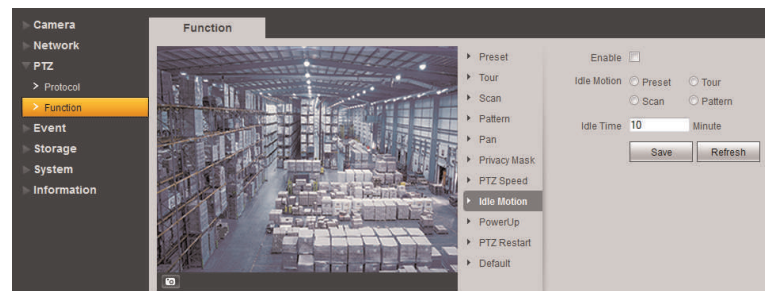 Camera
Network
PTZ
Protocol
Function
Event
Storage
System
Information
Function
Preset
Tour
Scan
Pattern
Pan
Privacy Mask
PTZ Speed
Idle Motion
PowerUp
PTZ Restart
Default
Enable
Idle Motion Preset Tour
Scan Pattern
Idle Time 10 Minute
Save Refresh